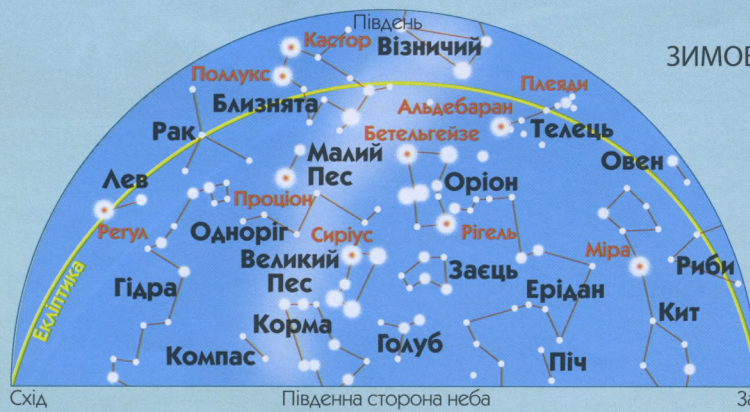 Південь
ЗИМОВ
Кастор
Візничий
Поллукс
Плеяди
Близнята
Альдебаран
Рак
Бетельгейзе
Телець
Малий
Пес
Овен
Лев
Оріон
Проціон
Регул
Одноріг
Сиріус
Рігель
Міра
Великий
Пес
Заєць
Риби
Гідра
Ерідан
Екліптика
Корма
Кит
Компас
Голуб
Піч
Схід
Південна сторона неба
За